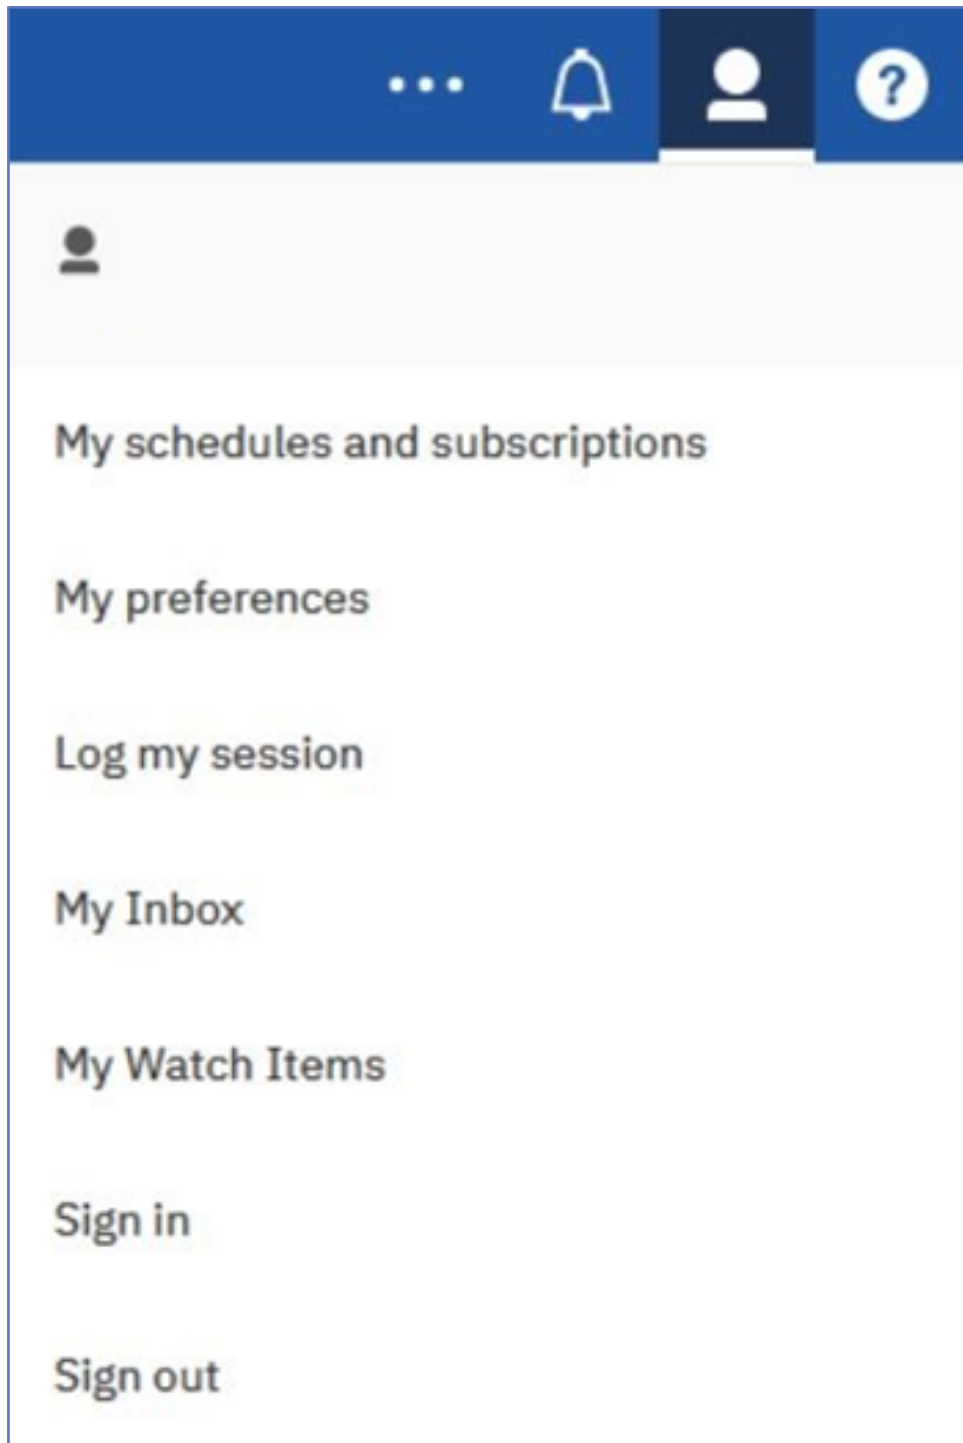 ?
My schedules and subscriptions
My preferences
Log my session
My Inbox
My Watch Items
Sign in
Sign out